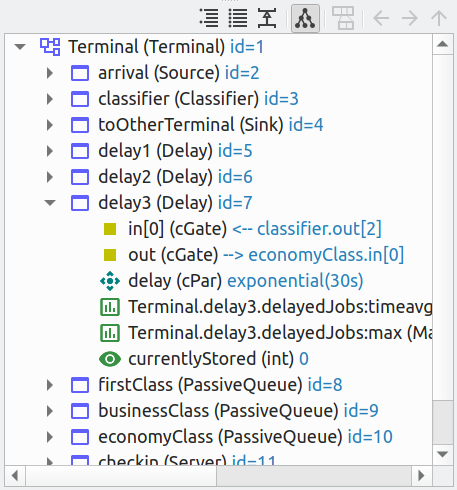 Terminal (Terminal) id=1
arrival (Source) id=2
classifier (Classifier) id=3
toOtherTerminal (Sink) id=4
delay1 (Delay) id=5
delay2 (Delay) id=6
delay3 (Delay) id=7
in[0] (cGate) <-- classifier.out[2]
out (cGate) --> economyClass.in[0]
delay (cPar) exponential(30s)
Terminal.delay3.delayedJobs:timeavg
Terminal.delay3.delayedJobs:max (Ma
currentlyStored (int) 0
firstClass (PassiveQueue) id=8
businessClass (PassiveQueue) id=9
economyClass (PassiveQueue) id=10
checkin (Server) id=11